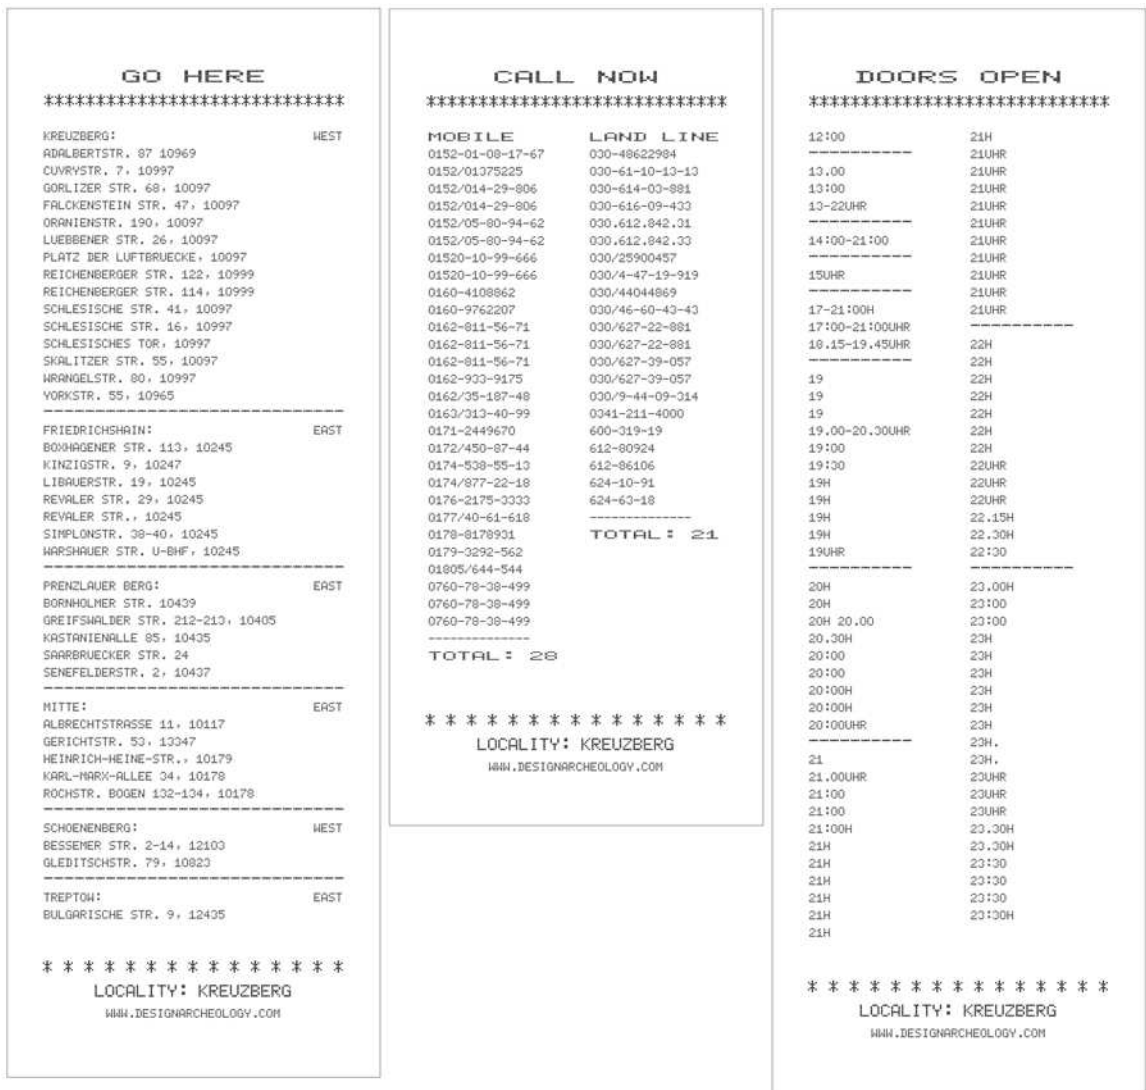 GO HERE
******************************
KREUZBERG: WEST
ADALBERTSTR. 87 10969
CUVRYSTR. 7, 10997
GORLIZER STR. 68, 10097
FALCKENSTEIN STR. 47, 10097
ORANIENSTR. 190, 10097
LUEBBENER STR. 26, 10097
PLATZ DER LUFTBRUECKE, 10097
REICHENBERGER STR. 122, 10999
REICHENBERGER STR. 114, 10999
SCHLESISCHE STR. 41, 10097
SCHLESISCHE STR. 16, 10997
SCHLESISCHES TOR, 10997
SKALITZER STR. 55, 10097
WRANGELSTR. 80, 10997
YORKSTR. 55, 10965
------------------------------
FRIEDRICHSHAIN: EAST
BOXHAGENER STR. 113, 10245
KINZIGSTR. 9, 10247
LIBAUERSTR. 19, 10245
REVALER STR. 29, 10245
REVALER STR., 10245
SIMPLONSTR. 38-40, 10245
WARSHAUER STR. U-BHF, 10245
------------------------------
PRENZLAUER BERG: EAST
BORNHOLMER STR. 10439
GREIFSWALDER STR. 212-213, 10405
KASTANIENALLE 85, 10435
SAARBRUECKER STR. 24
SENEFELDERSTR. 2, 10437
------------------------------
MITTE: EAST
ALBRECHTSTRASSE 11, 10117
GERICHTSTR. 53, 13347
HEINRICH-HEINE-STR., 10179
KARL-MARX-ALLEE 34, 10178
ROCHSTR. BOGEN 132-134, 10178
------------------------------
SCHOENENBERG: WEST
BESSEMER STR. 2-14, 12103
GLEDITSCHSTR. 79, 10823
------------------------------
TREPTOW: EAST
BULGARISCHE STR. 9, 12435
* * * * * * * * * * * * * * *
LOCALITY: KREUZBERG
WWW.DESIGNARCHEOLOGY.COM
CALL NOW
******************************
MOBILE
0152-01-08-17-67
0152/01375225
0152/014-29-806
0152/014-29-806
0152/05-80-94-62
0152/05-80-94-62
01520-10-99-666
01520-10-99-666
0160-4108862
0160-9762207
0162-811-56-71
0162-811-56-71
0162-811-56-71
0162-933-9175
0162/35-187-48
0163/313-40-99
0171-2449670
0172/450-87-44
0174-538-55-13
0174/877-22-18
0176-2175-3333
0177/40-61-618
0178-8178931
0179-3292-562
01805/644-544
0760-78-38-499
0760-78-38-499
0760-78-38-499
--------------
TOTAL: 28
LAND LINE
030-48622984
030-61-10-13-13
030-614-03-881
030-616-09-433
030.612.842.31
030.612.842.33
030/25900457
030/4-47-19-919
030/44044869
030/46-60-43-43
030/627-22-881
030/627-22-881
030/627-39-057
030/627-39-057
030/9-44-09-314
0341-211-4000
600-319-19
612-80924
612-86106
624-10-91
624-63-18
--------------
TOTAL: 21
* * * * * * * * * * * * * * *
LOCALITY: KREUZBERG
WWW.DESIGNARCHEOLOGY.COM
DOORS OPEN
******************************
12:00
----------
13.00
13:00
13-22UHR
----------
14:00-21:00
----------
15UHR
----------
17-21:00H
17:00-21:00UHR
18.15-19.45UHR
----------
19
19
19
19.00-20.30UHR
19:00
19:30
19H
19H
19H
19H
19UHR
----------
20H
20H
20H 20.00
20.30H
20:00
20:00
20:00H
20:00H
20:00UHR
----------
21
21.00UHR
21:00
21:00
21:00H
21H
21H
21H
21H
21H
21H
21H
21UHR
21UHR
21UHR
21UHR
21UHR
21UHR
21UHR
21UHR
21UHR
21UHR
----------
22H
22H
22H
22H
22H
22H
22H
22UHR
22UHR
22UHR
22.15H
22.30H
22:30
----------
23.00H
23:00
23:00
23H
23H
23H
23H
23H
23H
23H.
23H.
23UHR
23UHR
23UHR
23.30H
23.30H
23:30
23:30
23:30
23:30H
* * * * * * * * * * * * * * *
LOCALITY: KREUZBERG
WWW.DESIGNARCHEOLOGY.COM